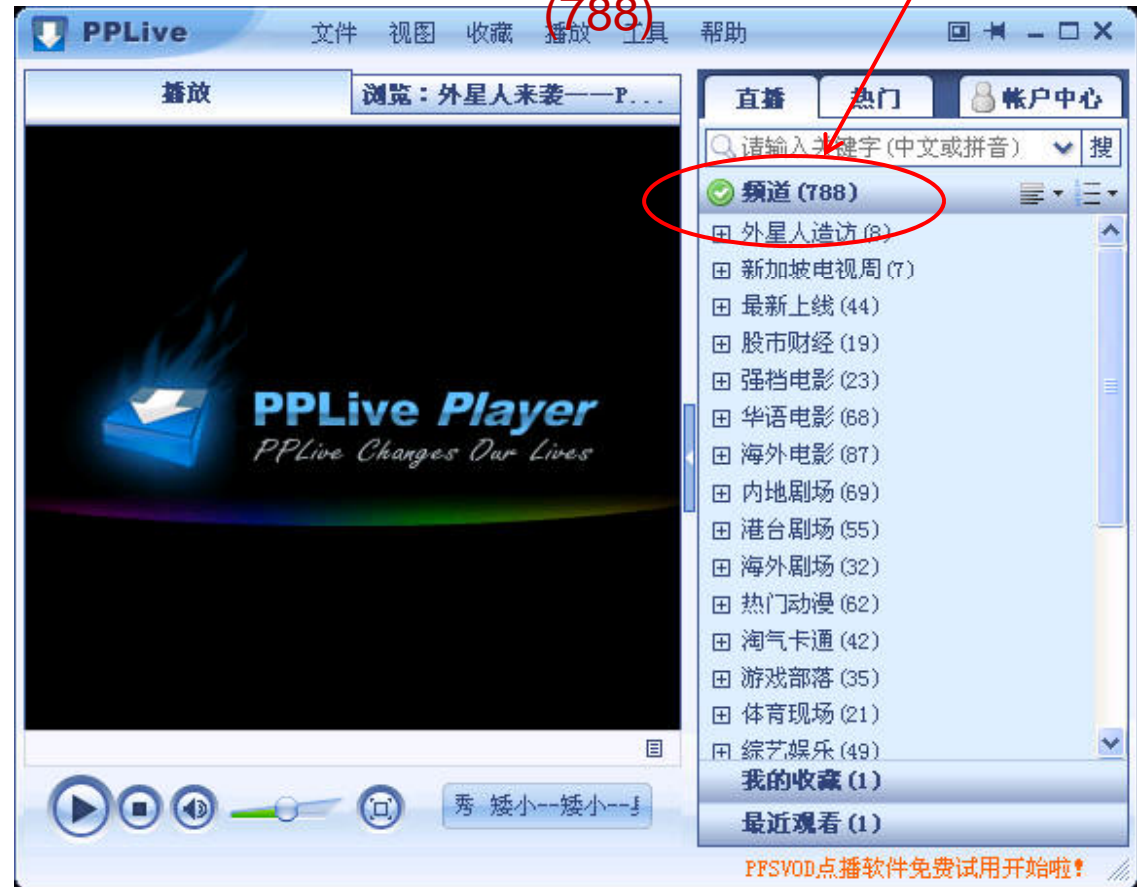 (788)
PPLive 文件 视图 收藏 播放 工具 帮助
播放 浏览：外星人来袭——P...
直播 热门 帐户中心
请输入关键字(中文或拼音) 搜
频道(788)
外星人造访(8)
新加坡电视周(7)
最新上线(44)
股市财经(19)
强档电影(23)
华语电影(68)
海外电影(87)
内地剧场(69)
港台剧场(55)
海外剧场(32)
热门动漫(62)
淘气卡通(42)
游戏部落(35)
体育现场(21)
综艺娱乐(49)
我的收藏(1)
最近观看(1)
PPLive Player
PPLive Changes Our Lives
秀 矮小--矮小--
PFSVOD点播软件免费试用开始啦!